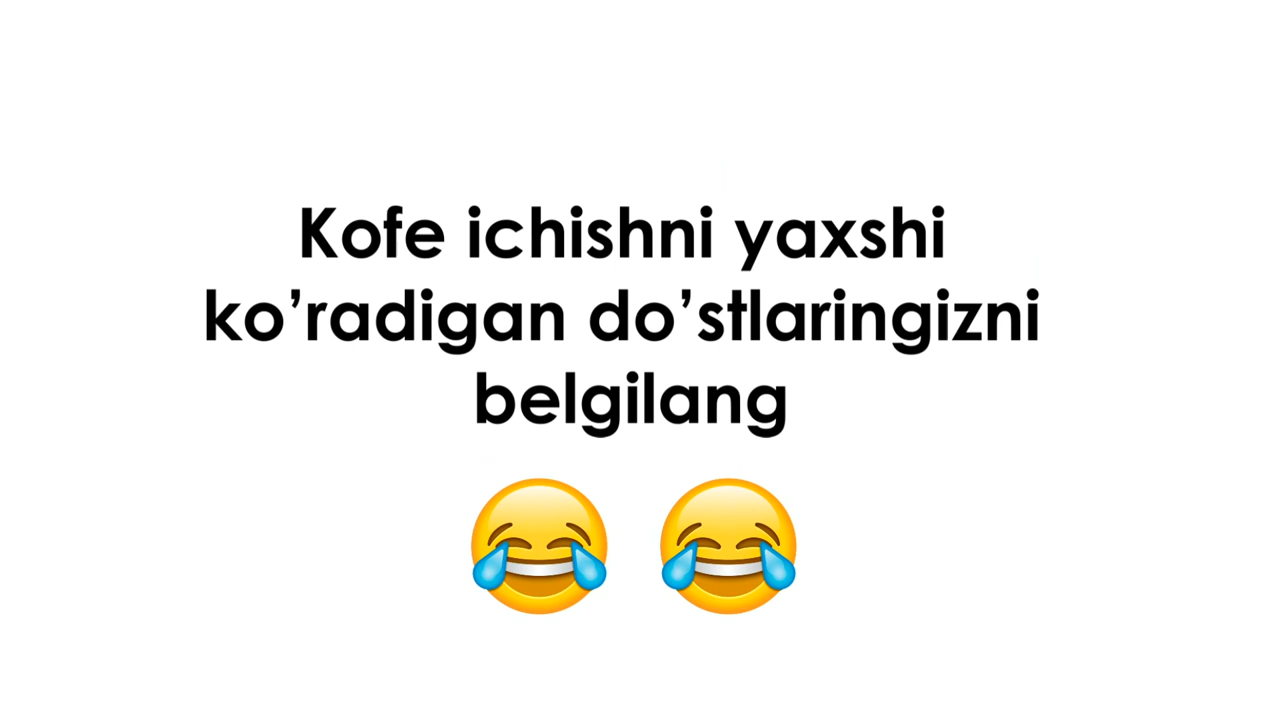 Kofe ichishni yaxshi
ko’radigan do’stlaringizni
belgilang